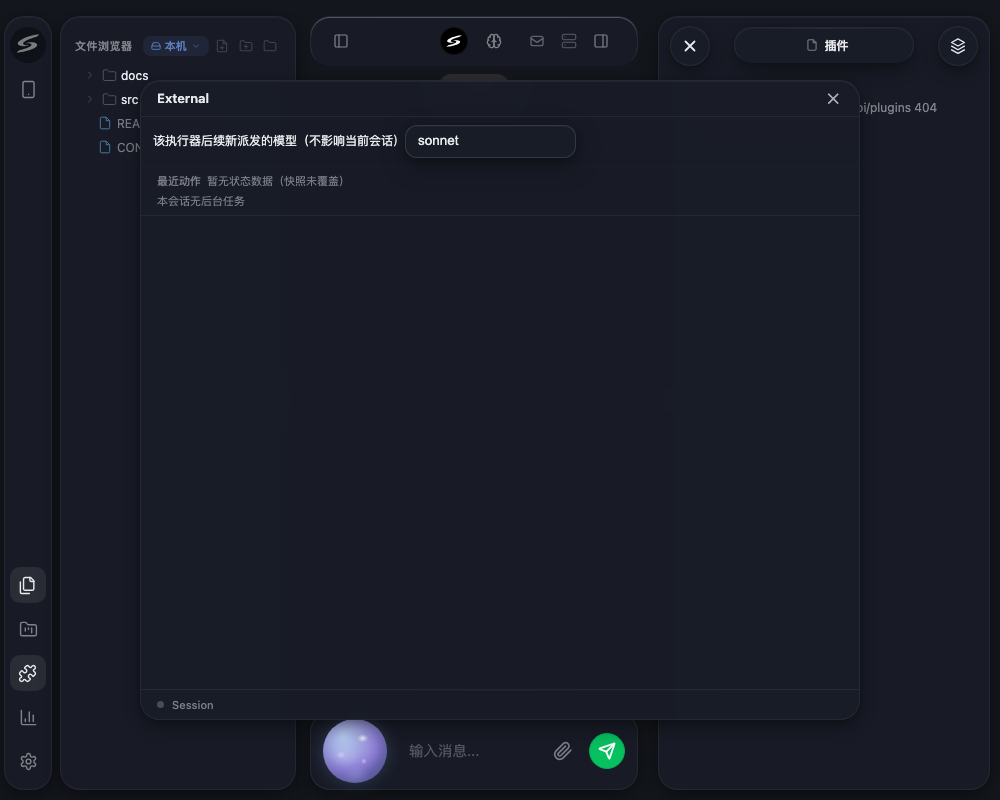 文件浏览器 本机
插件
docs
src
REA
CON
pi/plugins 404
External
该执行器后续新派发的模型（不影响当前会话） sonnet
最近动作 暂无状态数据（快照未覆盖）
本会话无后台任务
Session
输入消息...